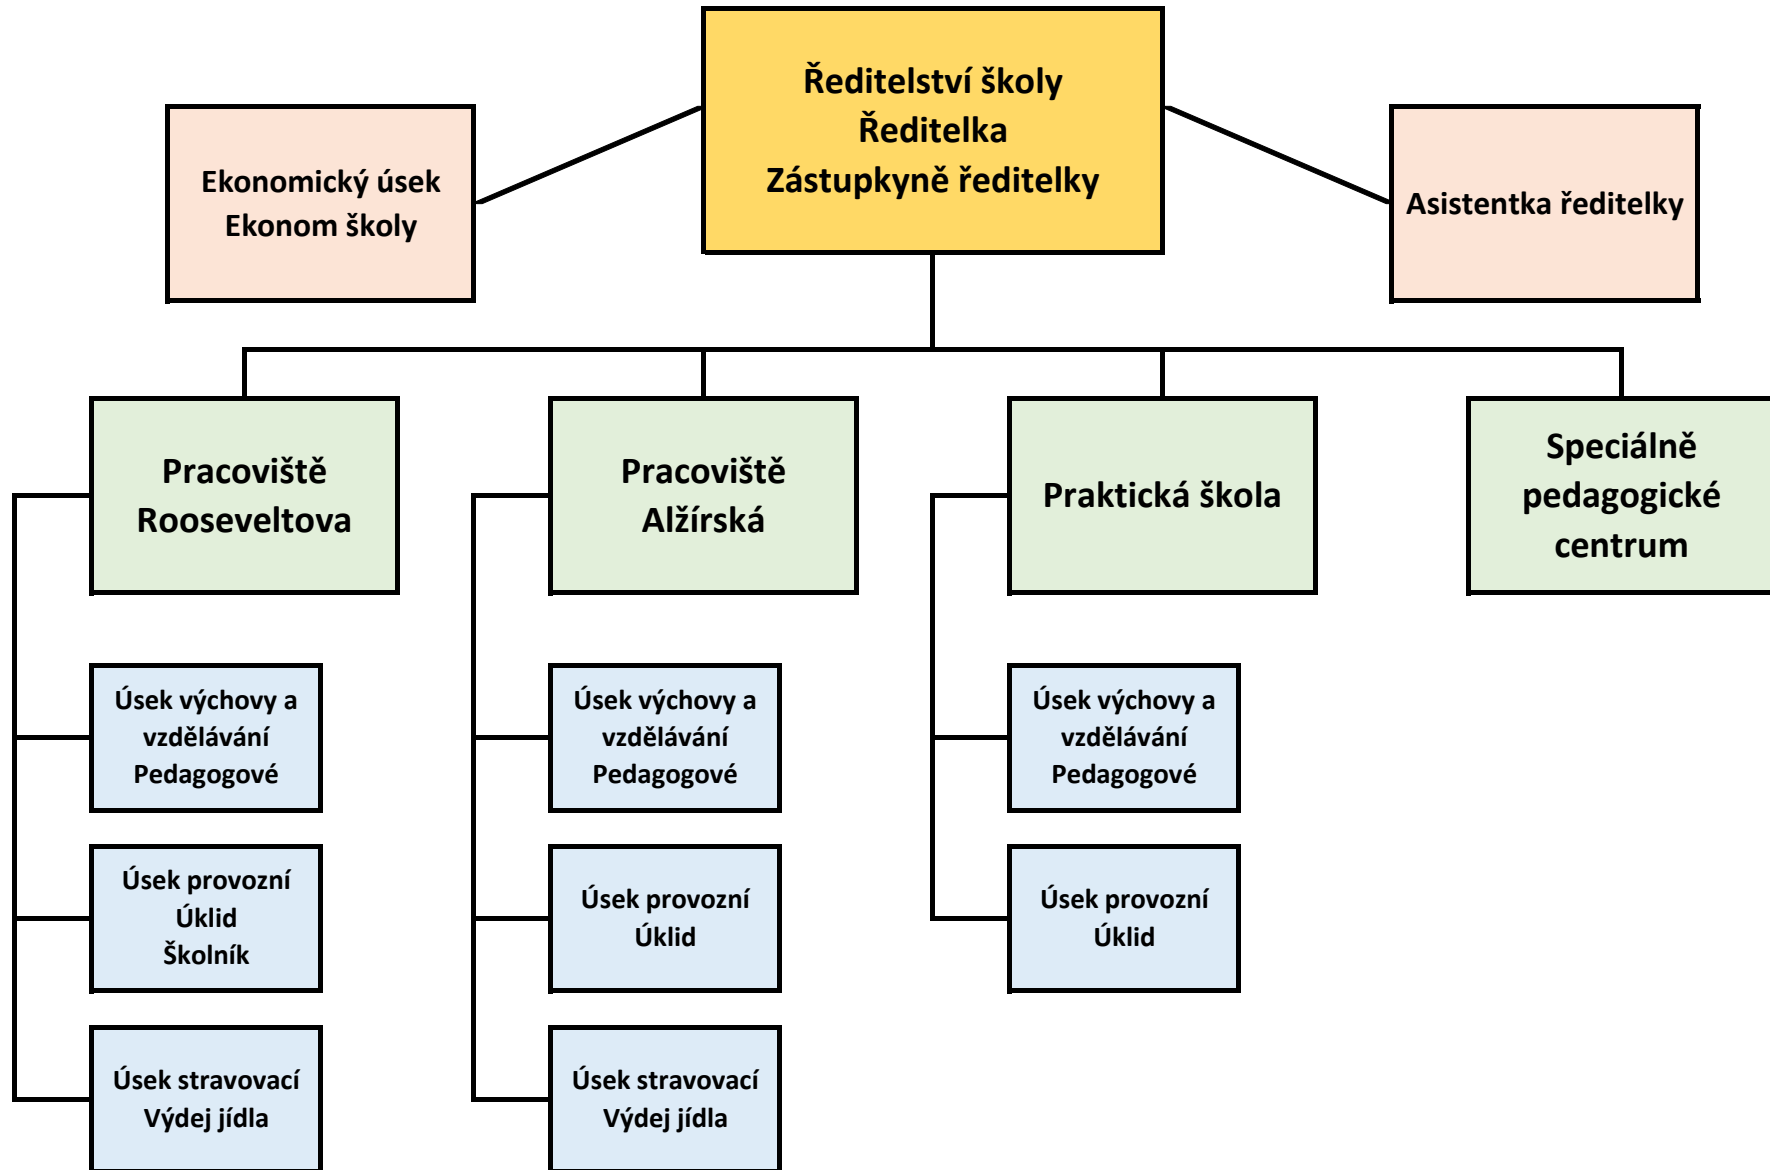 Ředitelství školy
Ředitelka
Zástupkyně ředitelky
Ekonomický úsek
Ekonom školy
Asistentka ředitelky
Pracoviště
Rooseveltova
Pracoviště
Alžírská
Praktická škola
Speciálně
pedagogické
centrum
Úsek výchovy a
vzdělávání
Pedagogové
Úsek výchovy a
vzdělávání
Pedagogové
Úsek výchovy a
vzdělávání
Pedagogové
Úsek provozní
Úklid
Školník
Úsek provozní
Úklid
Úsek provozní
Úklid
Úsek stravovací
Výdej jídla
Úsek stravovací
Výdej jídla